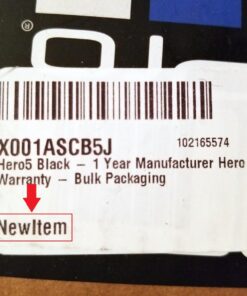 X001ASCB5J
102165574
Hero5 Black – 1 Year Manufacturer Hero
Warranty – Bulk Packaging
NewItem